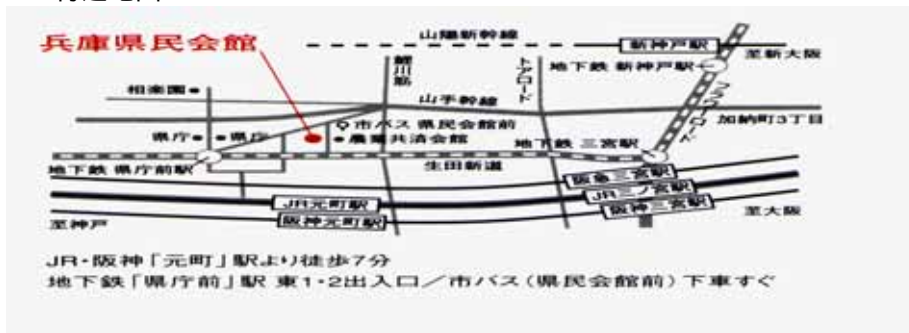 兵庫県民会館
山陽新幹線
新神戸駅
至新大阪
地下鉄 新神戸駅
鯉川筋
トアロード
フラワーロード
相楽園
山手幹線
加納町3丁目
市バス 県民会館前
県庁
県庁
農業共済会館
地下鉄 三宮駅
地下鉄 県庁前駅
生田新道
阪急三宮駅
JR三ノ宮駅
阪神三宮駅
JR元町駅
阪神元町駅
至神戸
至大阪
JR・阪神「元町」駅より徒歩7分
地下鉄「県庁前」駅 東1・2出入口/市バス(県民会館前)下車すぐ